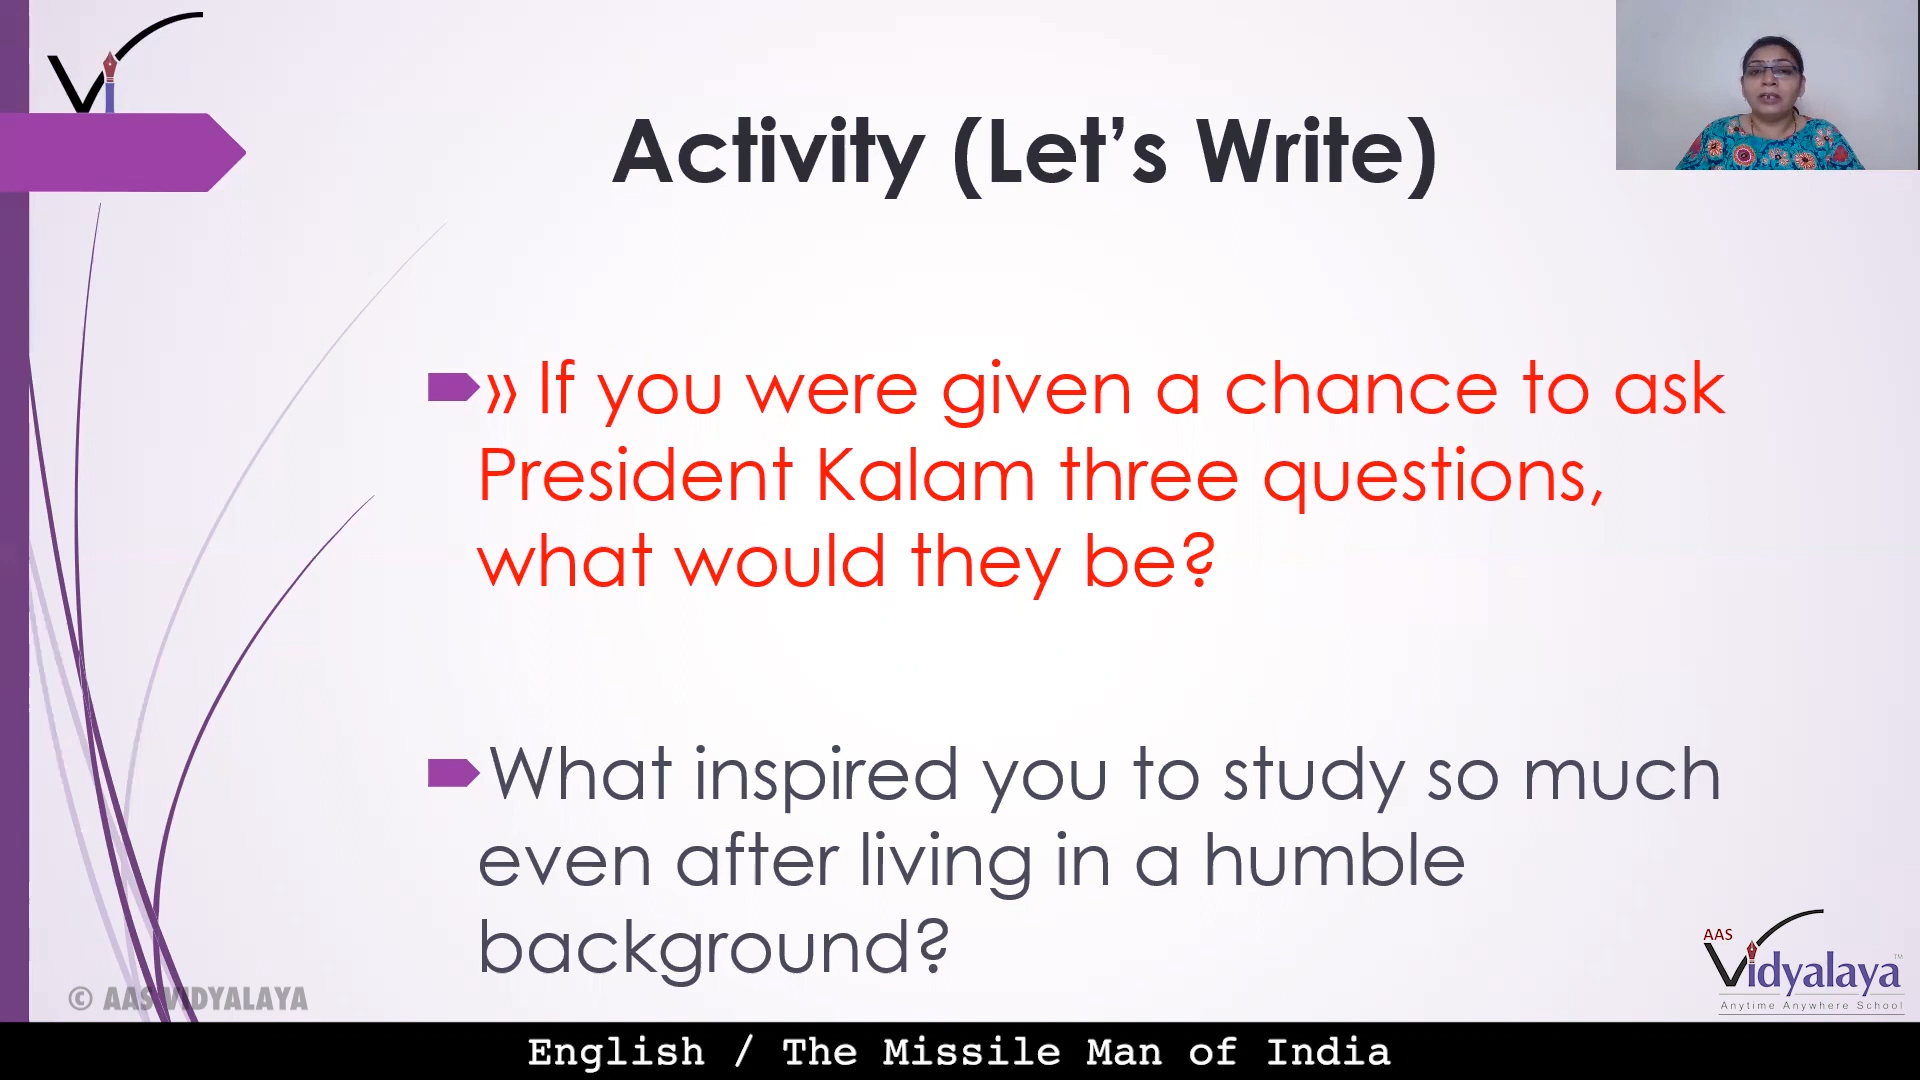 Vi
Activity (Let’s Write)
» If you were given a chance to ask
President Kalam three questions,
what would they be?
What inspired you to study so much
even after living in a humble
background?
© AAS VIDYALAYA
AAS
Vidyalaya™
Anytime Anywhere School
English / The Missile Man of India